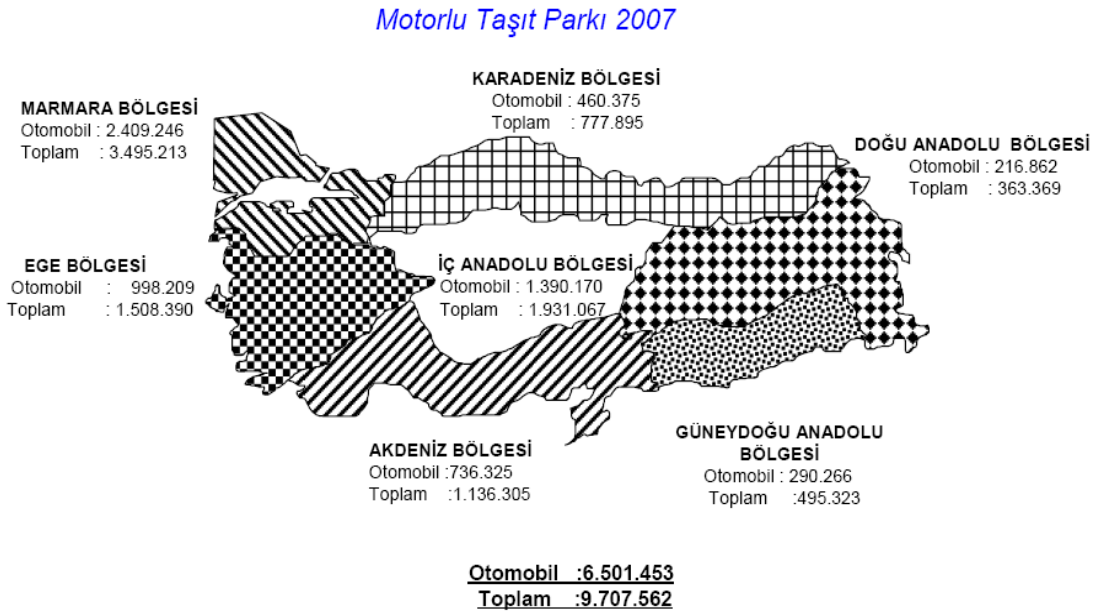 Motorlu Taşıt Parkı 2007
KARADENİZ BÖLGESİ
Otomobil : 460.375
Toplam : 777.895
MARMARA BÖLGESİ
Otomobil : 2.409.246
Toplam : 3.495.213
DOĞU ANADOLU BÖLGESİ
Otomobil : 216.862
Toplam : 363.369
EGE BÖLGESİ
Otomobil : 998.209
Toplam : 1.508.390
İÇ ANADOLU BÖLGESİ
Otomobil : 1.390.170
Toplam : 1.931.067
AKDENİZ BÖLGESİ
Otomobil :736.325
Toplam :1.136.305
GÜNEYDOĞU ANADOLU
BÖLGESİ
Otomobil : 290.266
Toplam :495.323
Otomobil :6.501.453
Toplam :9.707.562